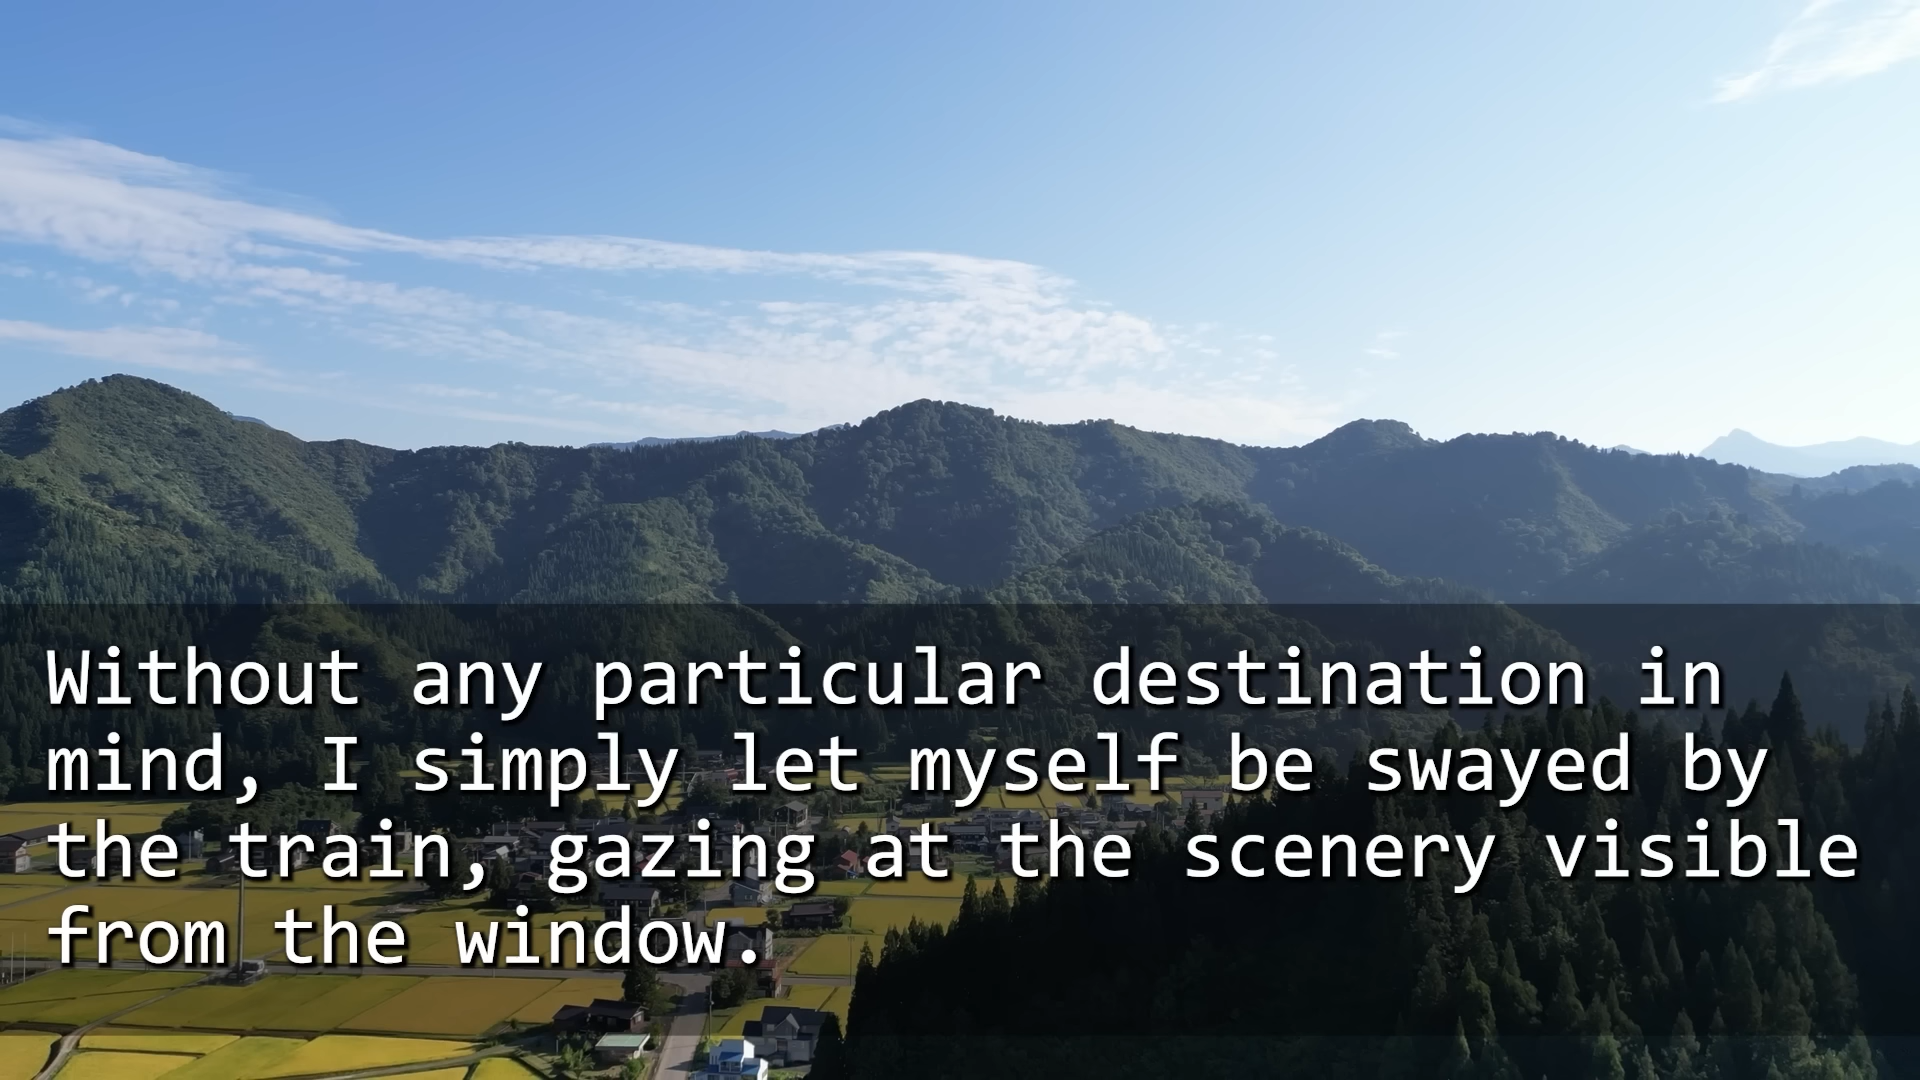 Without any particular destination in
mind, I simply let myself be swayed by
the train, gazing at the scenery visible
from the window.